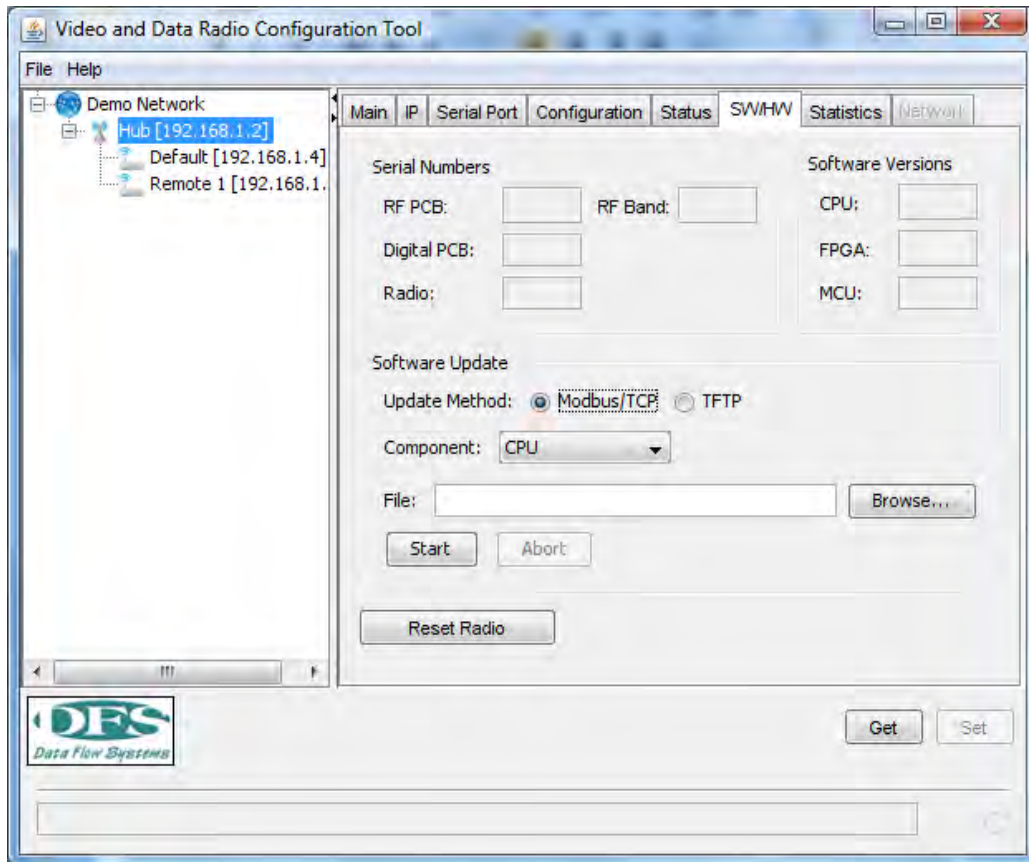 Video and Data Radio Configuration Tool
File Help
Demo Network
Hub [192.168.1.2]
Default [192.168.1.4]
Remote 1 [192.168.1.
Main IP Serial Port Configuration Status SW/HW Statistics Network
Serial Numbers
RF PCB: RF Band:
Digital PCB:
Radio:
Software Versions
CPU:
FPGA:
MCU:
Software Update
Update Method: Modbus/TCP TFTP
Component: CPU
File: Browse...
Start Abort
Reset Radio
DFS
Data Flow Systems
Get Set